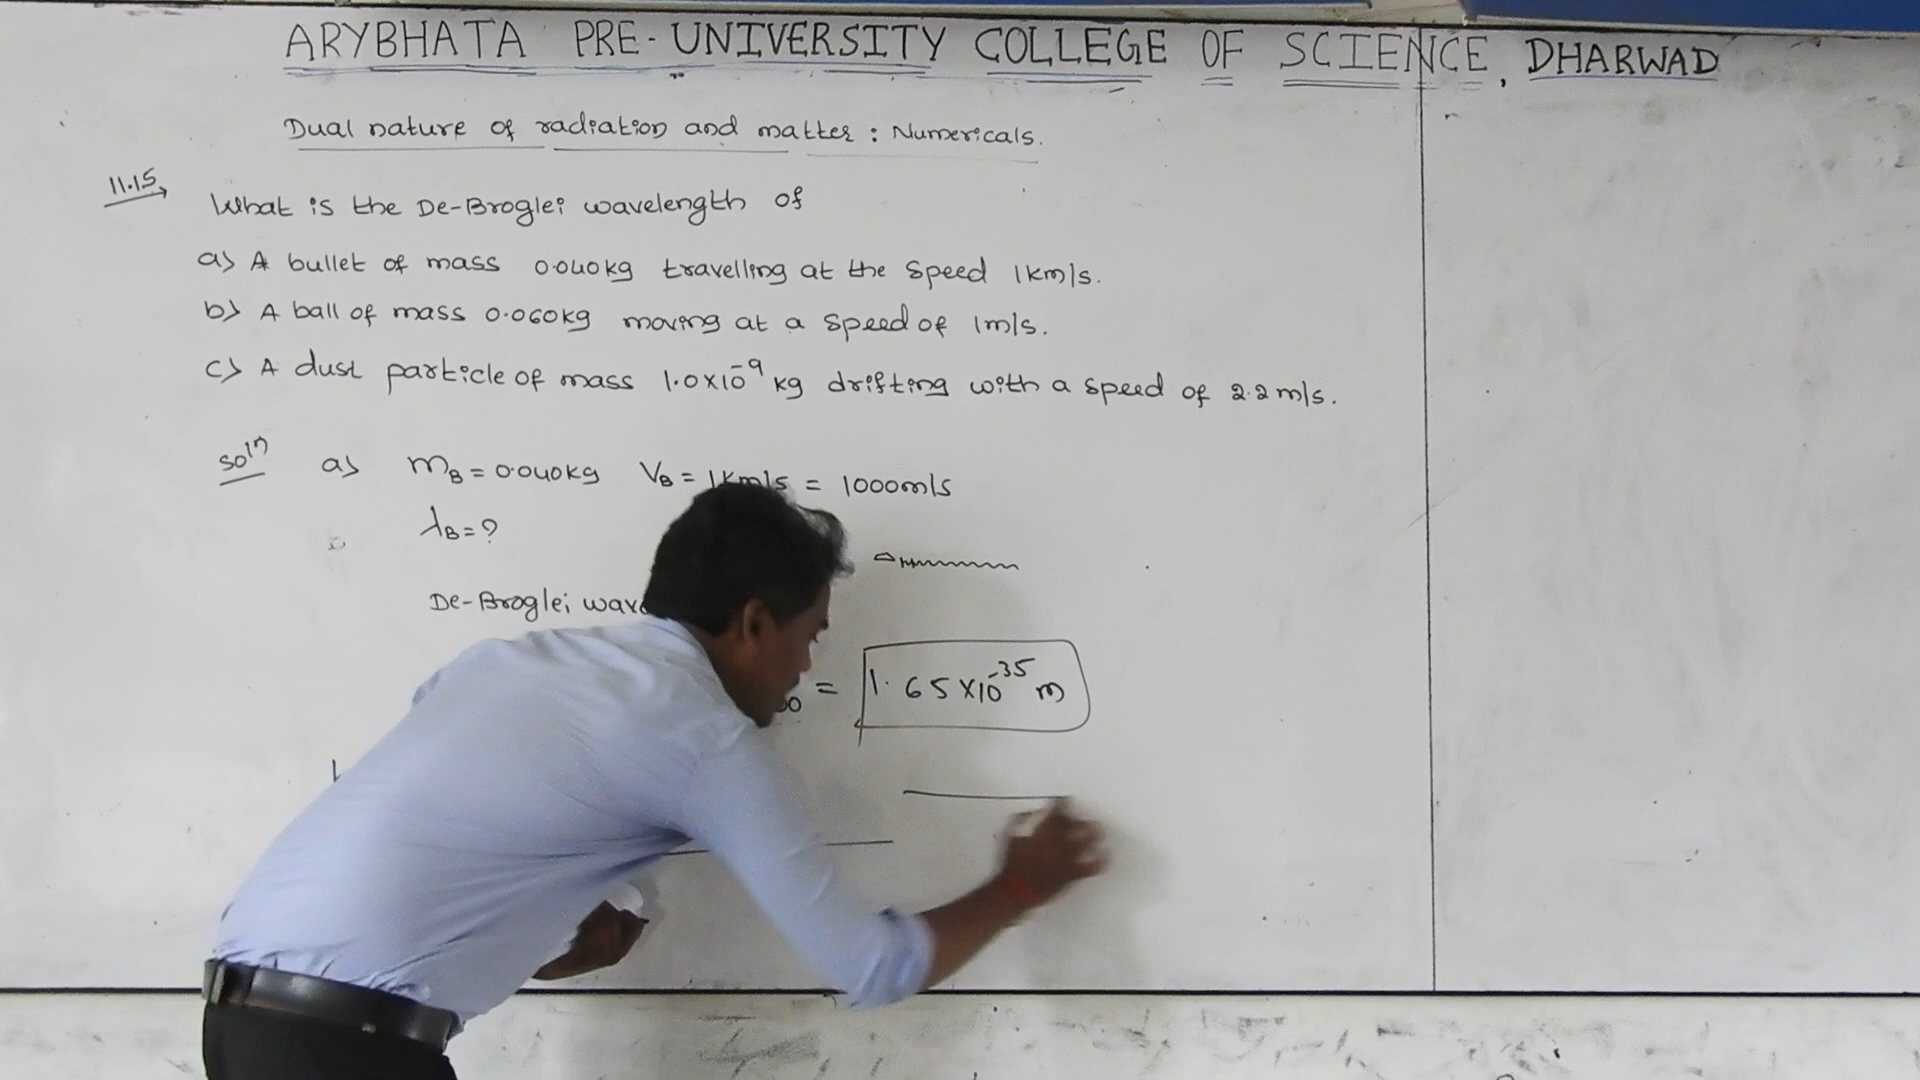 ARYBHATA PRE-UNIVERSITY COLLEGE OF SCIENCE, DHARWAD
Dual nature of radiation and matter : Numericals.
11.15
What is the De-Broglei wavelength of
a) A bullet of mass 0.040kg travelling at the speed 1km/s.
b) A ball of mass 0.060kg moving at a speed of 1m/s.
c) A dust particle of mass 1.0x10⁻⁹ kg drifting with a speed of 2.2m/s.
Solⁿ a) m_B = 0.040kg V_B = 1km/s = 1000m/s
λ_B = ?
De-Broglei
= 1.65x10⁻³⁵ m